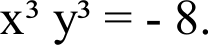 x³ y³ = - 8.